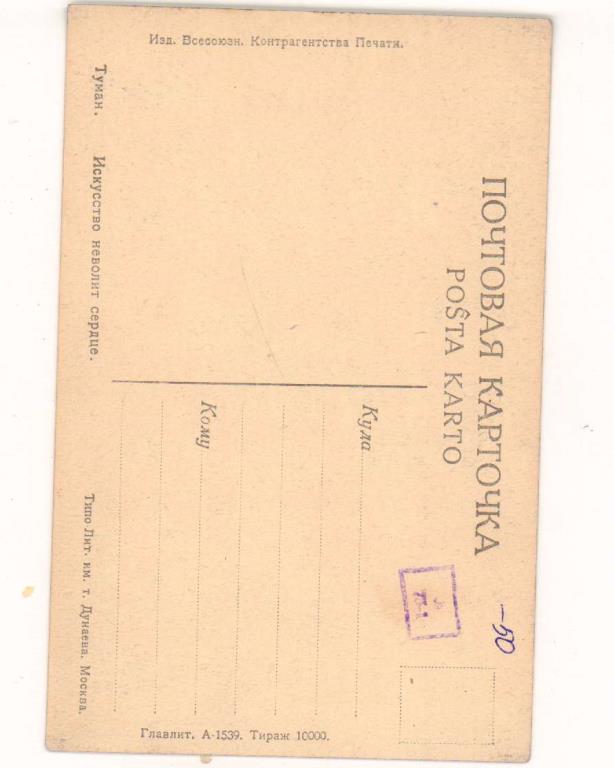 Изд. Всесоюзн. Контрагентства Печати.
ПОЧТОВАЯ КАРТОЧКА
POŜTA KARTO
Куда
Кому
Туман. Искусство неволит сердце.
Типо-Лит. им. т. Дунаева. Москва.
Главлит. А-1539. Тираж 10000.
-50